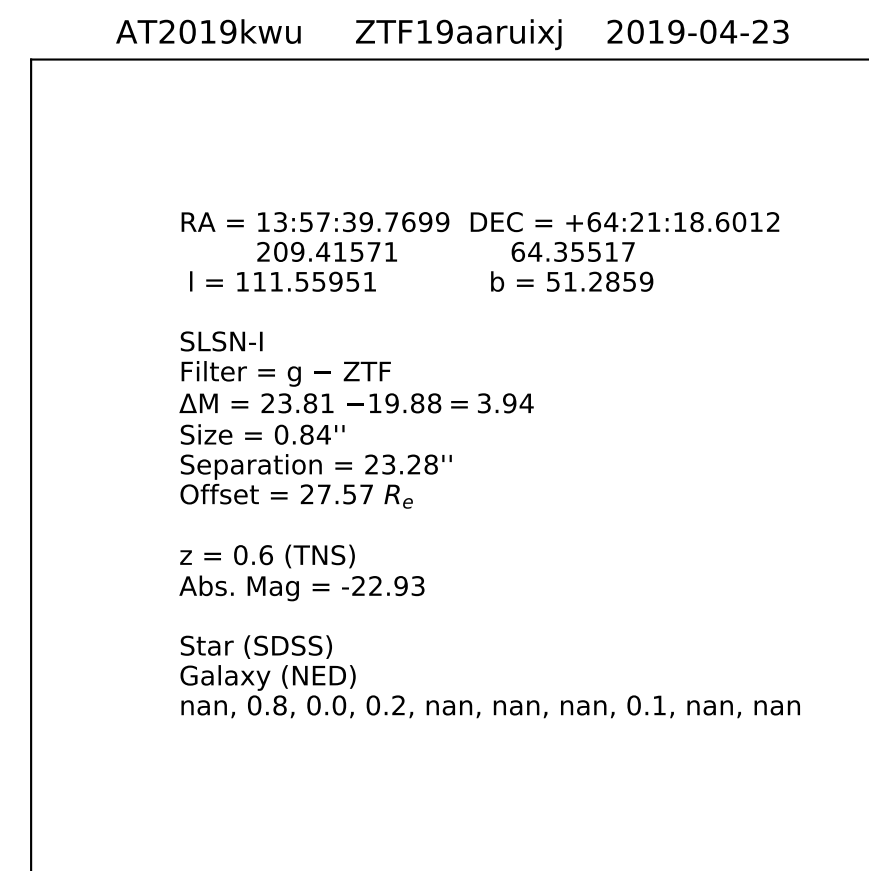 AT2019kwu ZTF19aaruixj 2019-04-23
RA = 13:57:39.7699 DEC = +64:21:18.6012
209.41571 64.35517
l = 111.55951 b = 51.2859
SLSN-I
Filter = g − ZTF
ΔM = 23.81 −19.88 = 3.94
Size = 0.84''
Separation = 23.28''
Offset = 27.57 Rₑ
z = 0.6 (TNS)
Abs. Mag = -22.93
Star (SDSS)
Galaxy (NED)
nan, 0.8, 0.0, 0.2, nan, nan, nan, 0.1, nan, nan